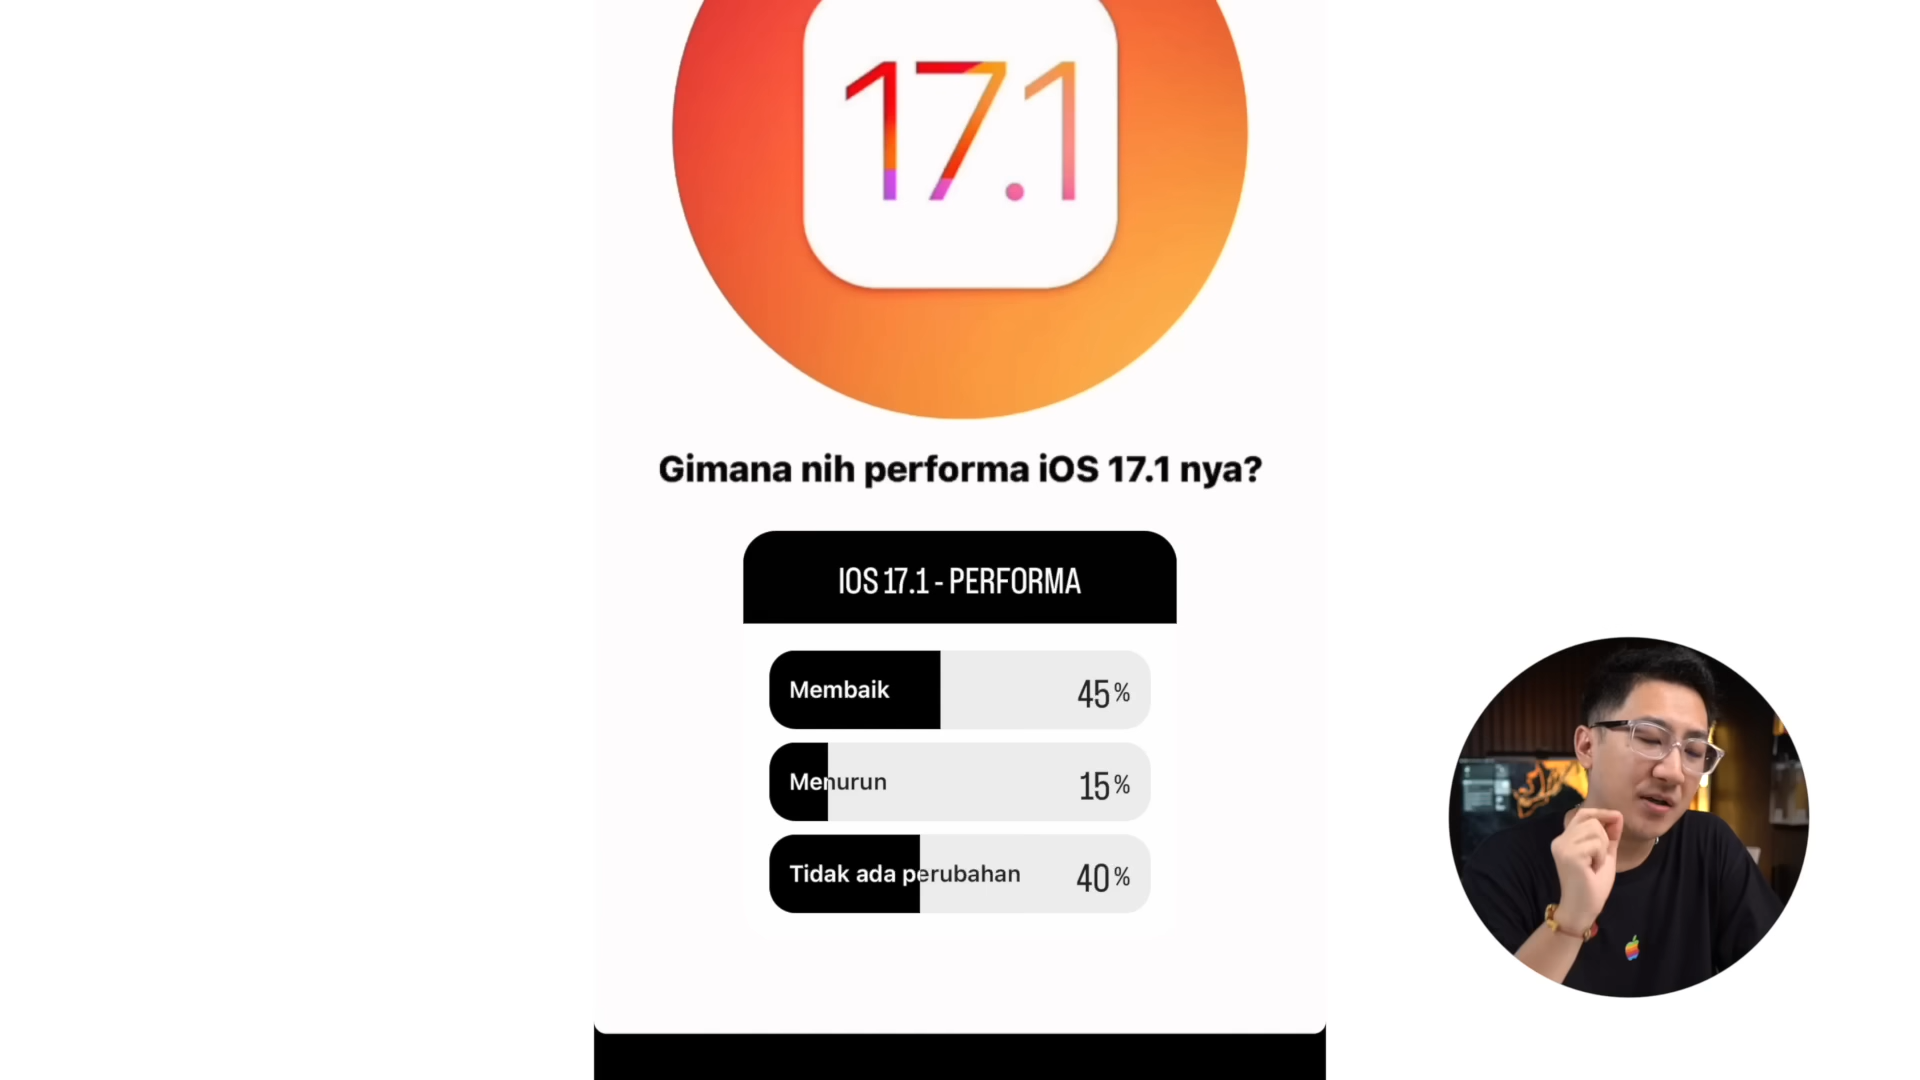 17.1
Gimana nih performa iOS 17.1 nya?
IOS 17.1 - PERFORMA
Membaik 45%
Menurun 15%
Tidak ada perubahan 40%